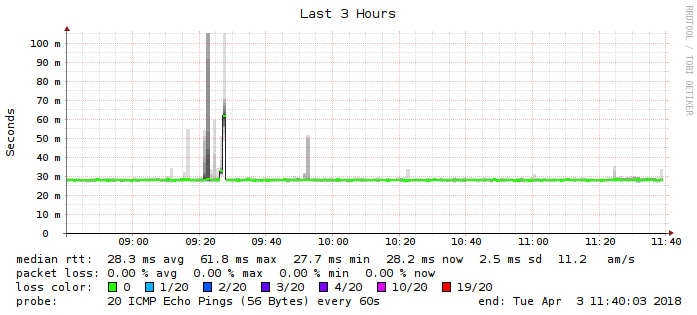 Last 3 Hours
RRDTOOL / TOBI OETIKER
Seconds
100 m
90 m
80 m
70 m
60 m
50 m
40 m
30 m
20 m
10 m
0
09:00 09:20 09:40 10:00 10:20 10:40 11:00 11:20 11:40
median rtt: 28.3 ms avg 61.8 ms max 27.7 ms min 28.2 ms now 2.5 ms sd 11.2 am/s
packet loss: 0.00 % avg 0.00 % max 0.00 % min 0.00 % now
loss color: 0 1/20 2/20 3/20 4/20 10/20 19/20
probe: 20 ICMP Echo Pings (56 Bytes) every 60s end: Tue Apr 3 11:40:03 2018